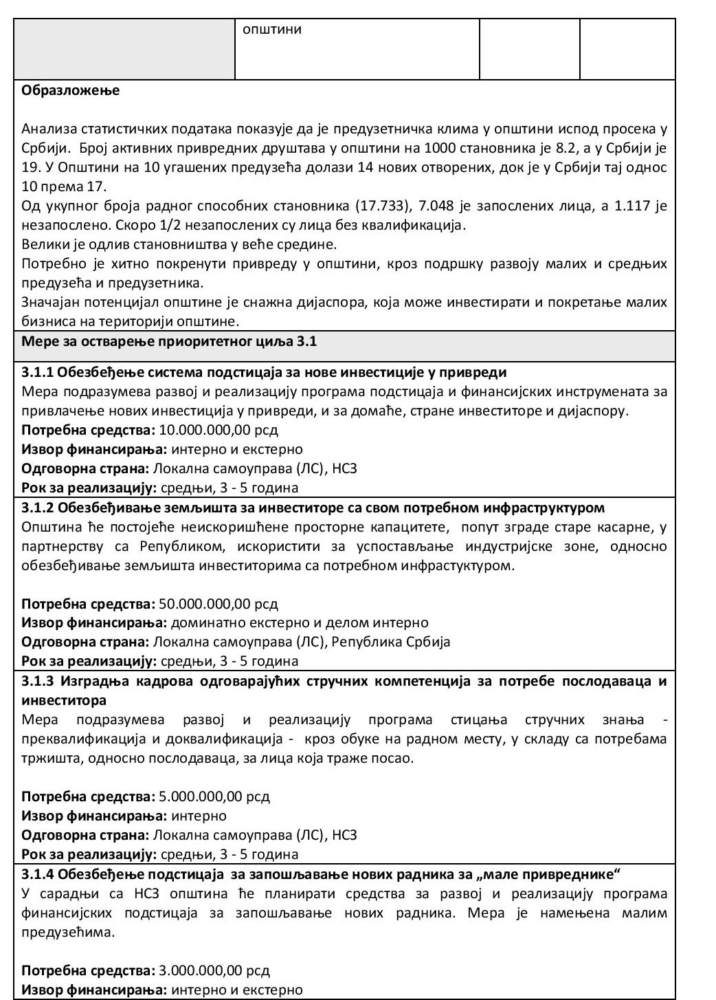 општини
Образложење
Анализа статистичких података показује да је предузетничка клима у општини испод просека у
Србији.  Број активних привредних друштава у општини на 1000 становника је 8.2, а у Србији је
19. У Општини на 10 угашених предузећа долази 14 нових отворених, док је у Србији тај однос
10 према 17.
Од укупног броја радног способних становника (17.733), 7.048 је запослених лица, а 1.117 је
незапослено. Скоро 1/2 незапослених су лица без квалификација.
Велики је одлив становништва у веће средине.
Потребно је хитно покренути привреду у општини, кроз подршку развоју малих и средњих
предузећа и предузетника.
Значајан потенцијал општине је снажна дијаспора, која може инвестирати и покретање малих
бизниса на територији општине.
Мере за остварење приоритетног циља 3.1
3.1.1 Обезбеђење система подстицаја за нове инвестиције у привреди
Мера подразумева развој и реализацију програма подстицаја и финансијских инструмената за
привлачење нових инвестиција у привреди, и за домаће, стране инвеститоре и дијаспору.
Потребна средства: 10.000.000,00 рсд
Извор финансирања: интерно и екстерно
Одговорна страна: Локална самоуправа (ЛС), НСЗ
Рок за реализацију: средњи, 3 - 5 година
3.1.2 Обезбеђивање земљишта за инвеститоре са свом потребном инфраструктуром
Општина ће постојеће неискоришћене просторне капацитете,  попут зграде старе касарне, у
партнерству са Републиком, искористити за успостављање индустријске зоне, односно
обезбеђивање земљишта инвеститорима са потребном инфрастуктуром.
Потребна средства: 50.000.000,00 рсд
Извор финансирања: доминатно екстерно и делом интерно
Одговорна страна: Локална самоуправа (ЛС), Република Србија
Рок за реализацију: средњи, 3 - 5 година
3.1.3 Изградња кадрова одговарајућих стручних компетенција за потребе послодаваца и
инвеститора
Мера подразумева развој и реализацију програма стицања стручних знања -
преквалификација и доквалификација -  кроз обуке на радном месту, у складу са потребама
тржишта, односно послодаваца, за лица која траже посао.
Потребна средства: 5.000.000,00 рсд
Извор финансирања: интерно
Одговорна страна: Локална самоуправа (ЛС), НСЗ
Рок за реализацију: средњи, 3 - 5 година
3.1.4 Обезбеђење подстицаја  за запошљавање нових радника за „мале привреднике“
У сарадњи са НСЗ општина ће планирати средства за развој и реализацију програма
финансијских подстицаја за запошљавање нових радника. Мера је намењена малим
предузећима.
Потребна средства: 3.000.000,00 рсд
Извор финансирања: интерно и екстерно